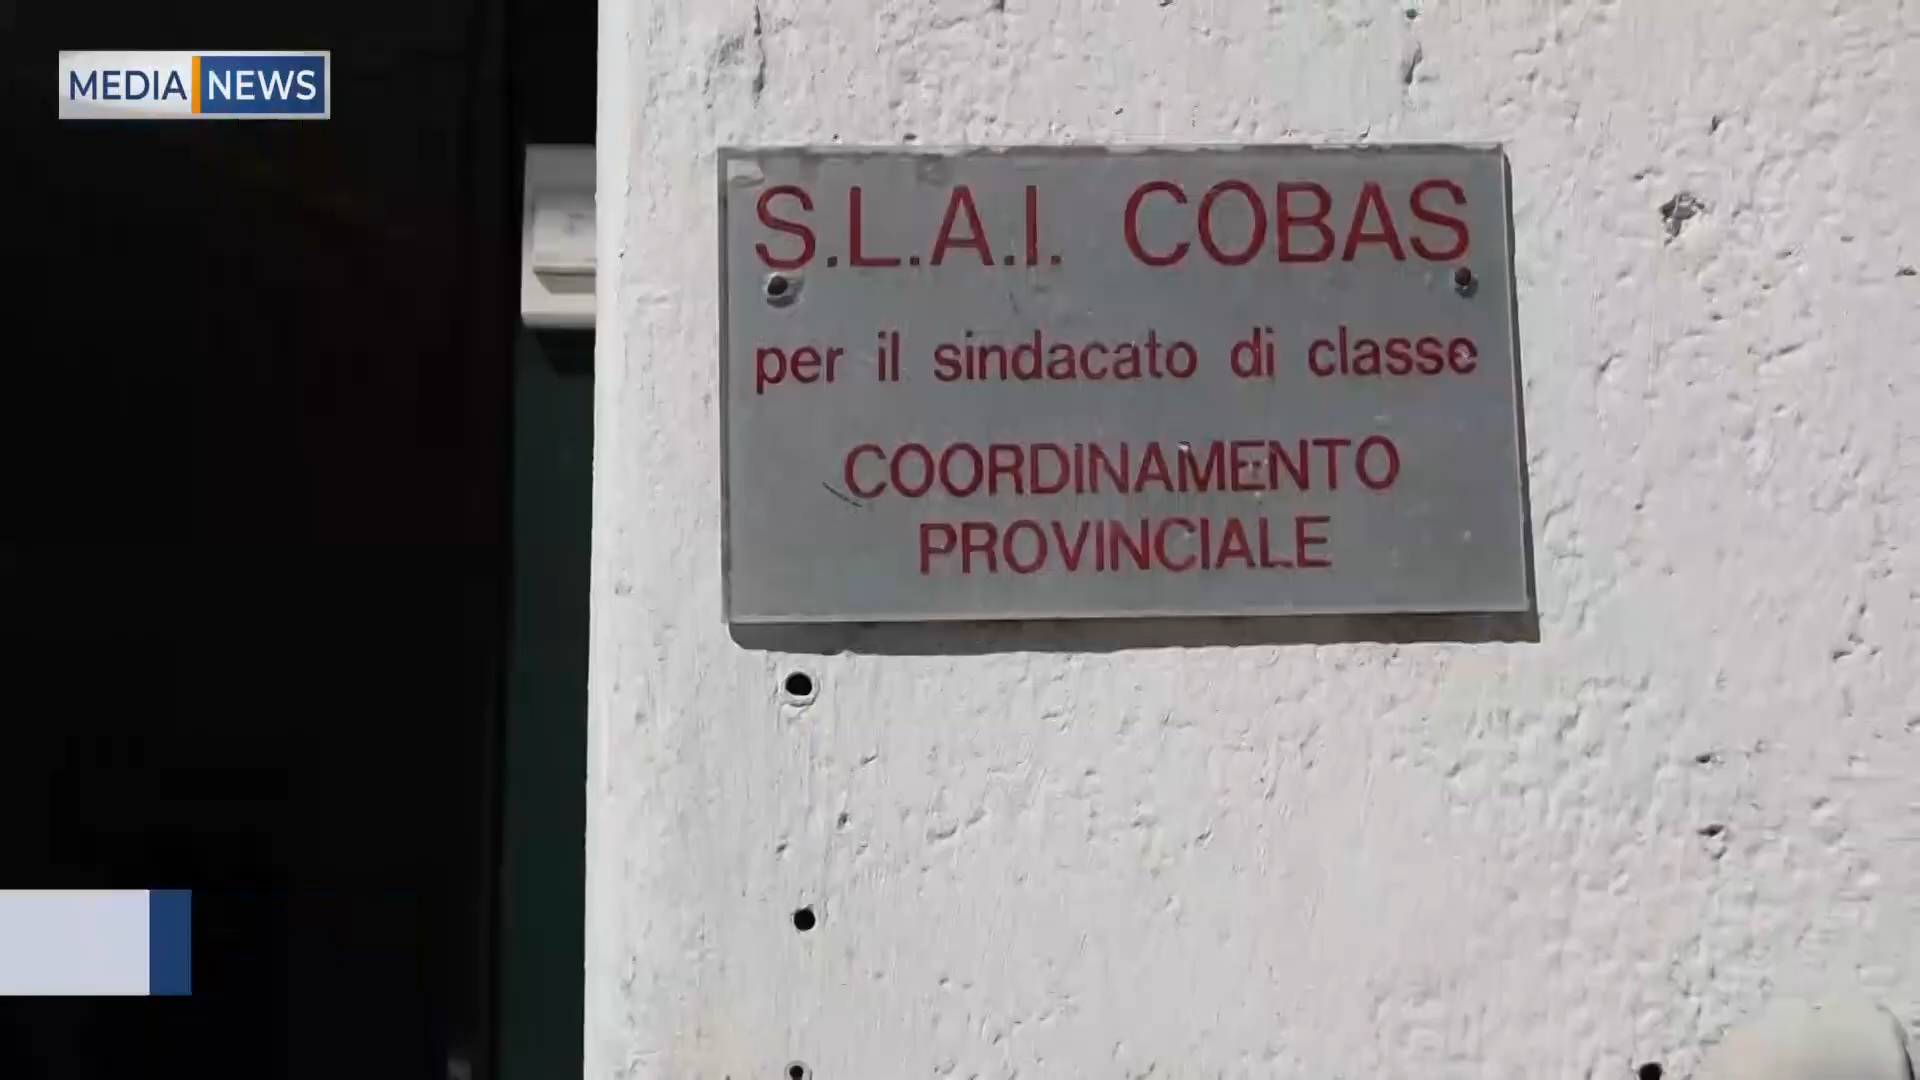 MEDIA NEWS
S.L.A.I. COBAS
per il sindacato di classe
COORDINAMENTO
PROVINCIALE